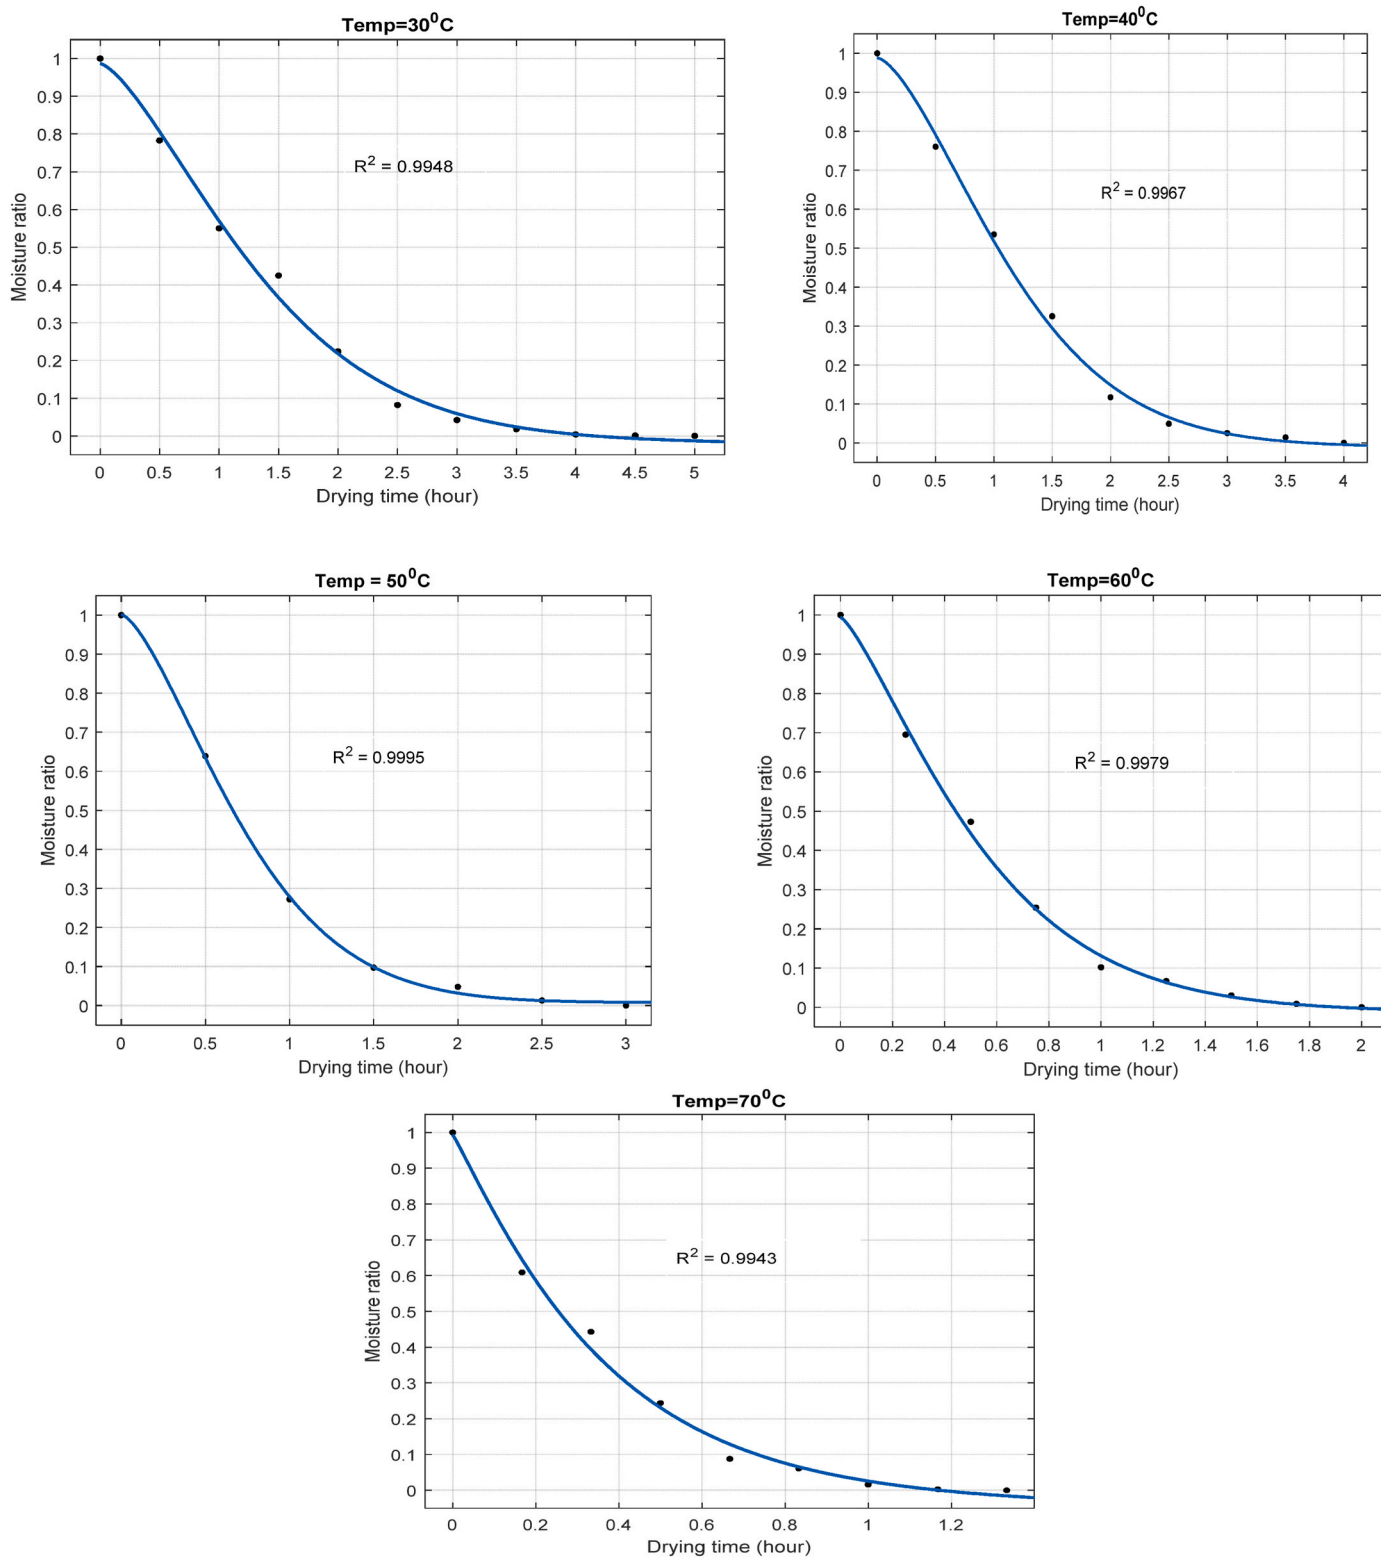 Temp=30⁰C
1
0.9
0.8
0.7
0.6
0.5
0.4
0.3
0.2
0.1
0
Moisture ratio
R² = 0.9948
0 0.5 1 1.5 2 2.5 3 3.5 4 4.5 5
Drying time (hour)
Temp=40⁰C
1
0.9
0.8
0.7
0.6
0.5
0.4
0.3
0.2
0.1
0
Moisture ratio
R² = 0.9967
0 0.5 1 1.5 2 2.5 3 3.5 4
Drying time (hour)
Temp = 50⁰C
1
0.9
0.8
0.7
0.6
0.5
0.4
0.3
0.2
0.1
0
Moisture ratio
R² = 0.9995
0 0.5 1 1.5 2 2.5 3
Drying time (hour)
Temp=60⁰C
1
0.9
0.8
0.7
0.6
0.5
0.4
0.3
0.2
0.1
0
Moisture ratio
R² = 0.9979
0 0.2 0.4 0.6 0.8 1 1.2 1.4 1.6 1.8 2
Drying time (hour)
Temp=70⁰C
1
0.9
0.8
0.7
0.6
0.5
0.4
0.3
0.2
0.1
0
Moisture ratio
R² = 0.9943
0 0.2 0.4 0.6 0.8 1 1.2
Drying time (hour)